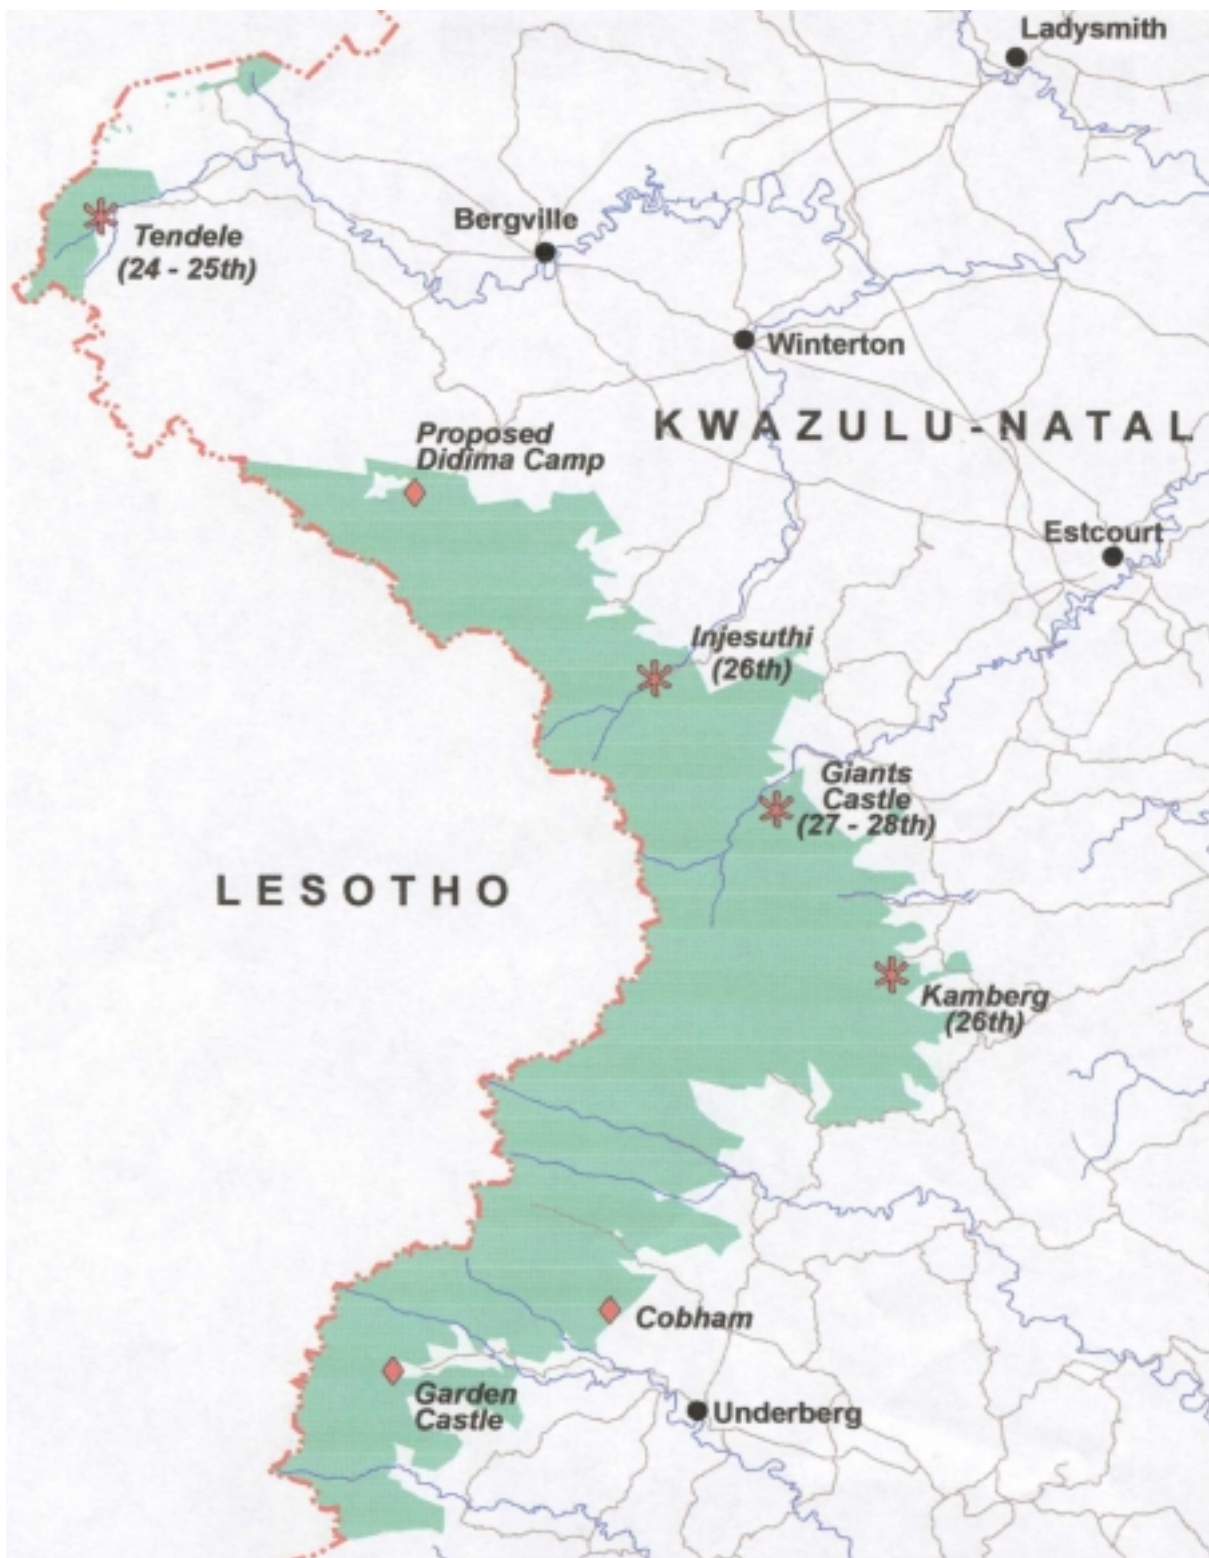 Ladysmith
Bergville
Tendele
(24 - 25th)
Winterton
KWAZULU-NATAL
Proposed
Didima Camp
Estcourt
Injesuthi
(26th)
Giants
Castle
(27 - 28th)
LESOTHO
Kamberg
(26th)
Cobham
Garden
Castle
Underberg